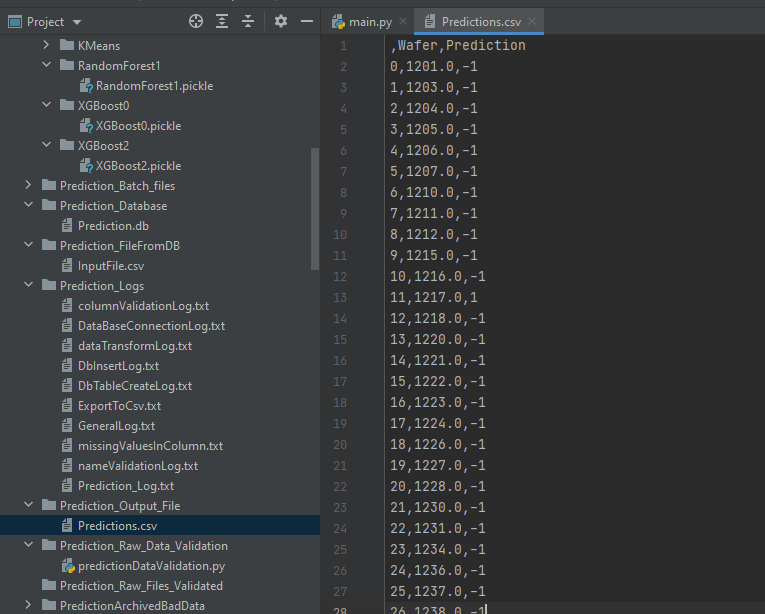 Project
KMeans
RandomForest1
RandomForest1.pickle
XGBoost0
XGBoost0.pickle
XGBoost2
XGBoost2.pickle
Prediction_Batch_files
Prediction_Database
Prediction.db
Prediction_FileFromDB
InputFile.csv
Prediction_Logs
columnValidationLog.txt
DataBaseConnectionLog.txt
dataTransformLog.txt
DbInsertLog.txt
DbTableCreateLog.txt
ExportToCsv.txt
GeneralLog.txt
missingValuesInColumn.txt
nameValidationLog.txt
Prediction_Log.txt
Prediction_Output_File
Predictions.csv
Prediction_Raw_Data_Validation
predictionDataValidation.py
Prediction_Raw_Files_Validated
PredictionArchivedBadData
main.py Predictions.csv
1 ,Wafer,Prediction
2 0,1201.0,-1
3 1,1203.0,-1
4 2,1204.0,-1
5 3,1205.0,-1
6 4,1206.0,-1
7 5,1207.0,-1
8 6,1210.0,-1
9 7,1211.0,-1
10 8,1212.0,-1
11 9,1215.0,-1
12 10,1216.0,-1
13 11,1217.0,1
14 12,1218.0,-1
15 13,1220.0,-1
16 14,1221.0,-1
17 15,1222.0,-1
18 16,1223.0,-1
19 17,1224.0,-1
20 18,1226.0,-1
21 19,1227.0,-1
22 20,1228.0,-1
23 21,1230.0,-1
24 22,1231.0,-1
25 23,1234.0,-1
26 24,1236.0,-1
27 25,1237.0,-1
28 26,1238.0,-1